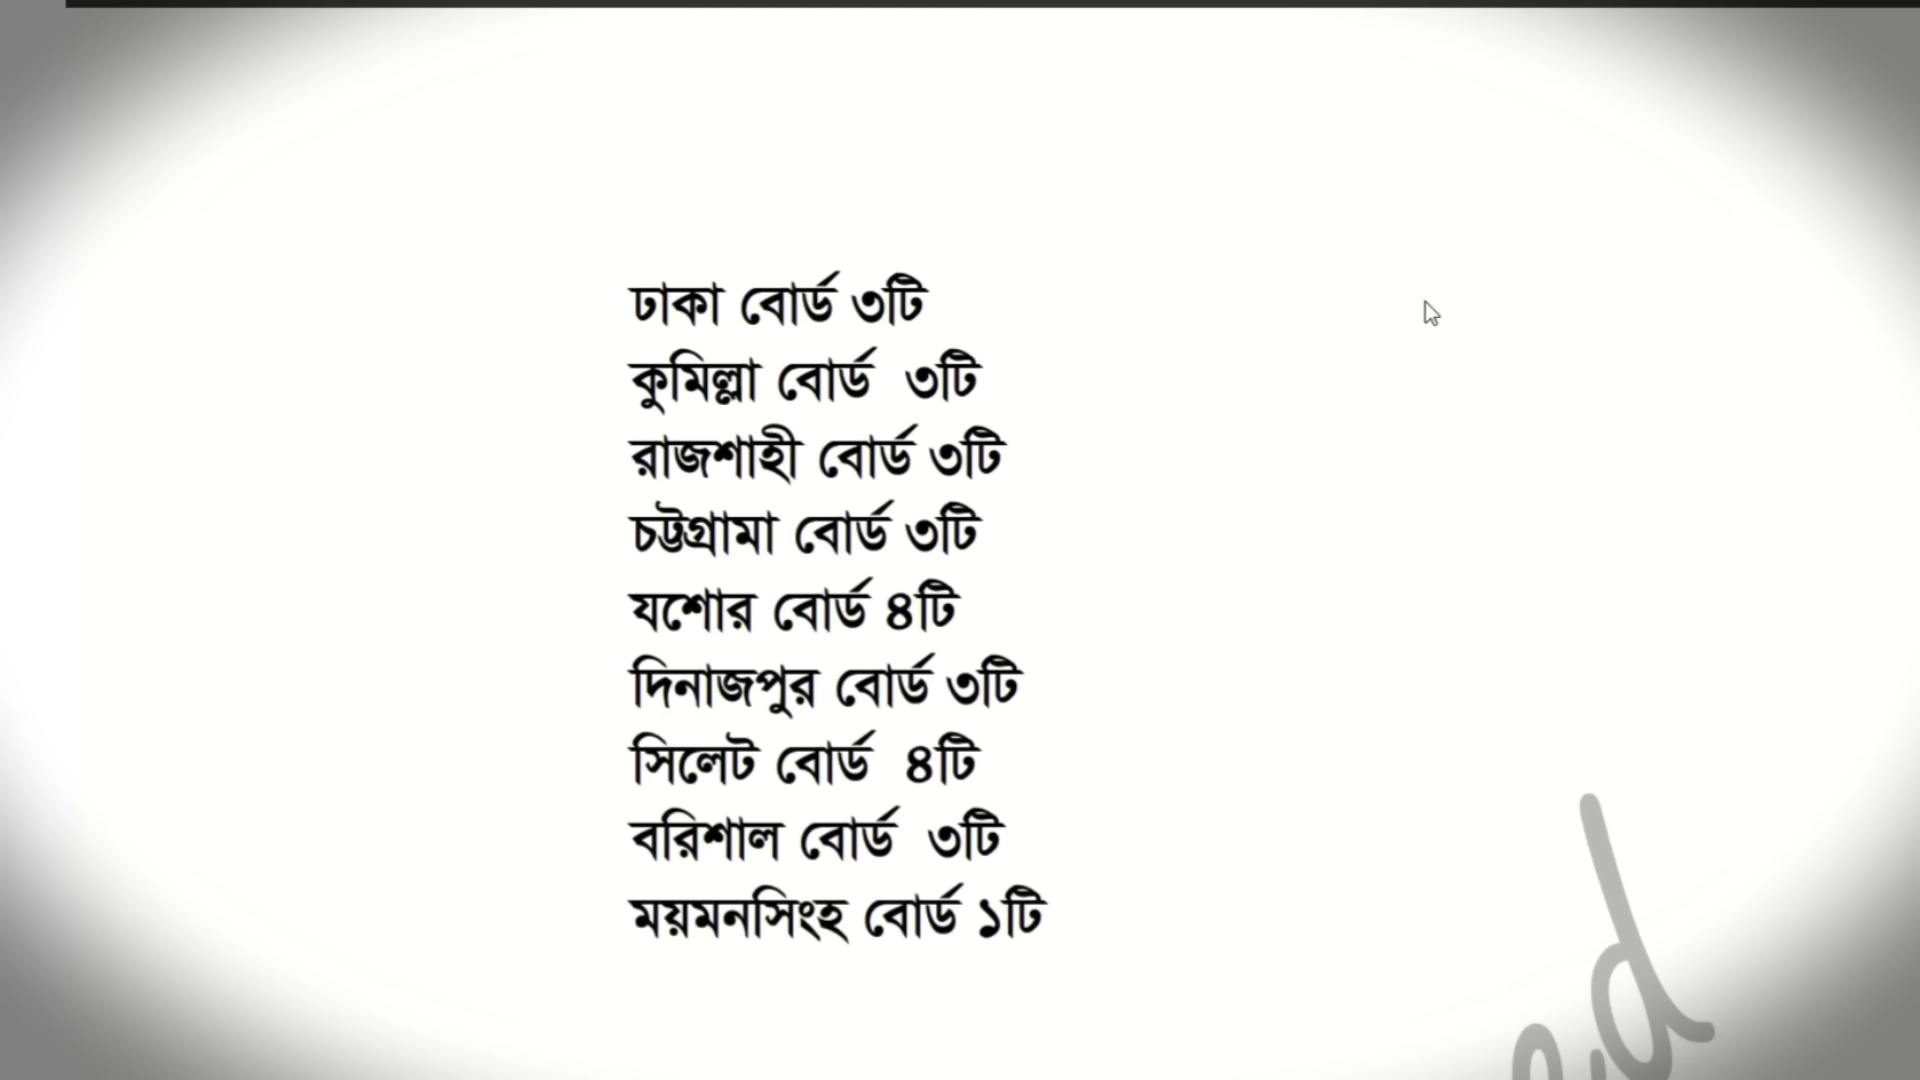 ঢাকা বোর্ড ৩টি
কুমিল্লা বোর্ড ৩টি
রাজশাহী বোর্ড ৩টি
চট্টগ্রামা বোর্ড ৩টি
যশোর বোর্ড ৪টি
দিনাজপুর বোর্ড ৩টি
সিলেট বোর্ড ৪টি
বরিশাল বোর্ড ৩টি
ময়মনসিংহ বোর্ড ১টি